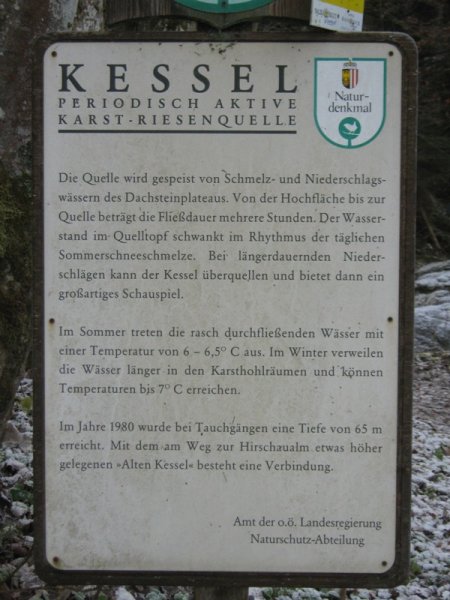 KESSEL
PERIODISCH AKTIVE
KARST-RIESENQUELLE
Natur-
denkmal
Die Quelle wird gespeist von Schmelz- und Niederschlags-
wässern des Dachsteinplateaus. Von der Hochfläche bis zur
Quelle beträgt die Fließdauer mehrere Stunden. Der Wasser-
stand im Quelltopf schwankt im Rhythmus der täglichen
Sommerschneeschmelze. Bei längerdauernden Nieder-
schlägen kann der Kessel überquellen und bietet dann ein
großartiges Schauspiel.
Im Sommer treten die rasch durchfließenden Wässer mit
einer Temperatur von 6 – 6,5° C aus. Im Winter verweilen
die Wässer länger in den Karsthohlräumen und können
Temperaturen bis 7° C erreichen.
Im Jahre 1980 wurde bei Tauchgängen eine Tiefe von 65 m
erreicht. Mit dem am Weg zur Hirschaualm etwas höher
gelegenen »Alten Kessel« besteht eine Verbindung.
Amt der o.ö. Landesregierung
Naturschutz-Abteilung